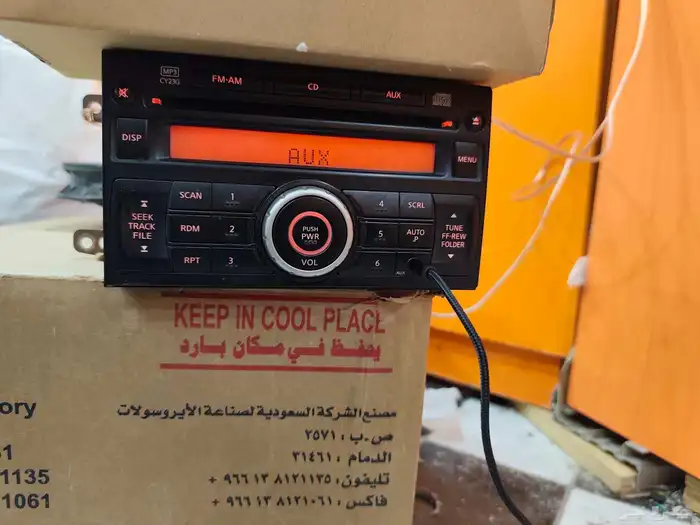 MP3
CY23G
FM·AM
CD
AUX
DISP
AUX
MENU
SEEK
TRACK
FILE
SCAN
1
RDM
2
RPT
3
PUSH
PWR
VOL
4
SCRL
5
AUTO
.P
6
AUX
TUNE
FF·REW
FOLDER
KEEP IN COOL PLACE
يحفظ في مكان بارد
مصنع الشركة السعودية لصناعة الأيروسولات
ص.ب : ٢٥٧١
الدمام : ٣١٤٦١
تليفون : ٨١٢١١٣٥ ١٣ ٩٦٦ +
فاكس : ٨١٢١٠٦١ ١٣ ٩٦٦ +
ory
1
1135
1061